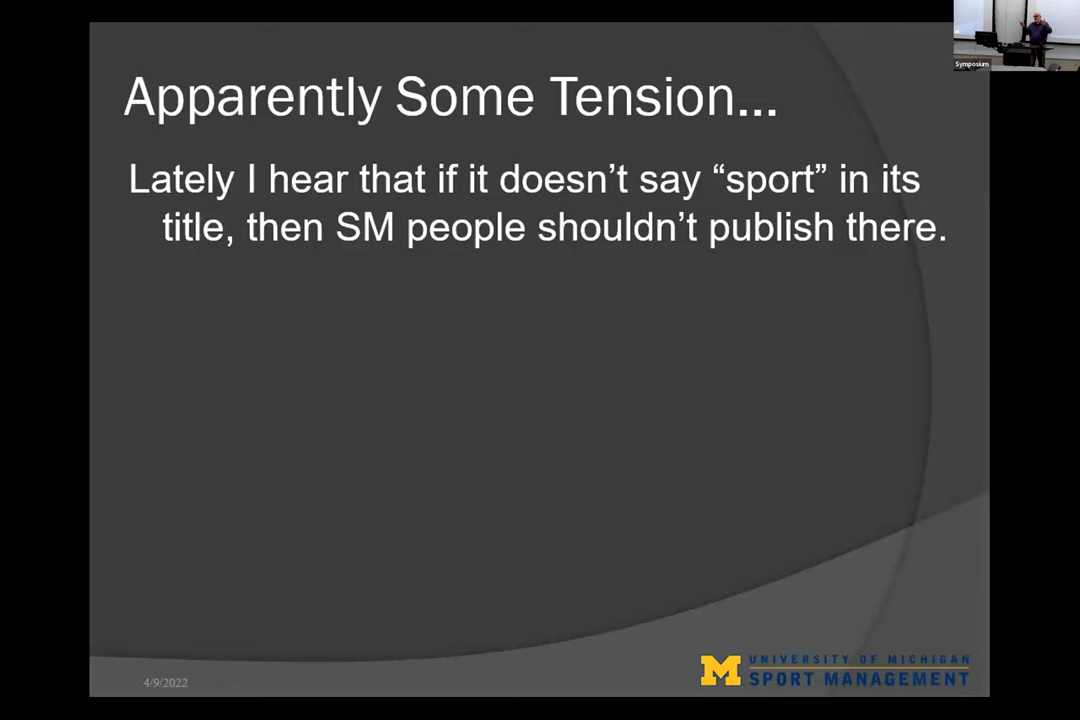 Symposium
Apparently Some Tension...
Lately I hear that if it doesn’t say “sport” in its
title, then SM people shouldn’t publish there.
4/9/2022
M UNIVERSITY OF MICHIGAN
SPORT MANAGEMENT